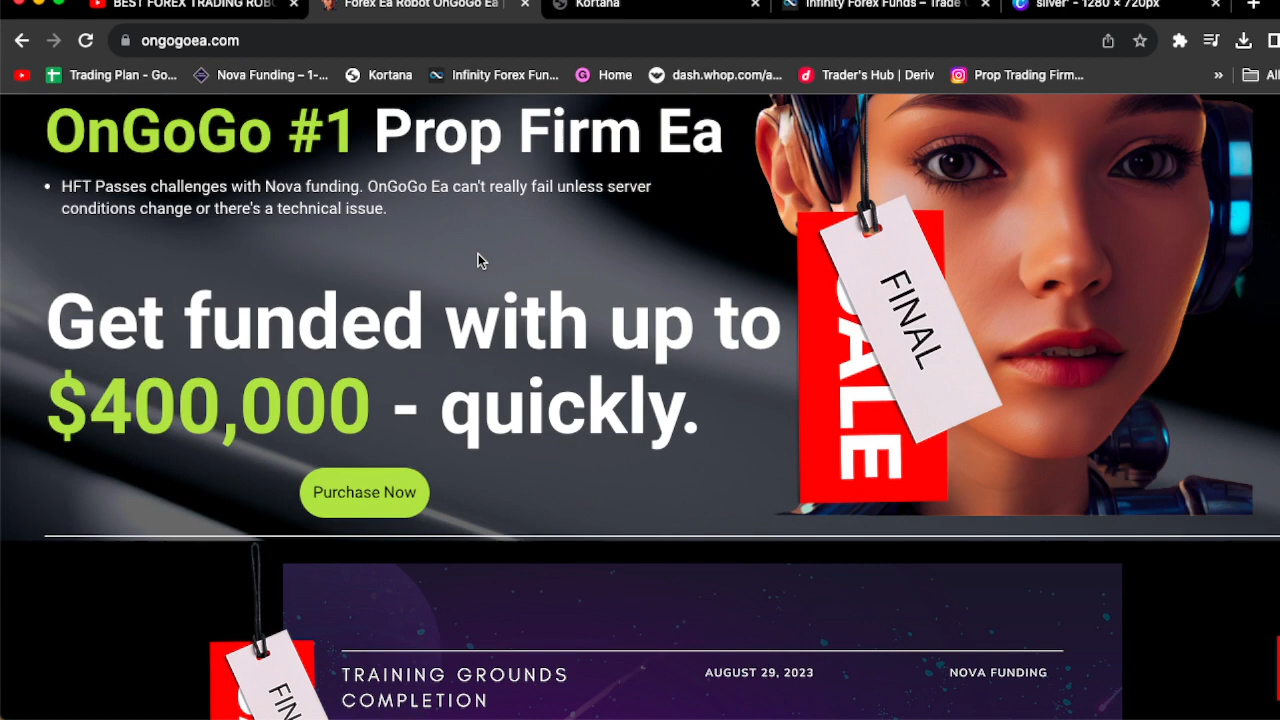 BEST FOREX TRADING ROB
Forex Ea Robot OnGoGo Ea
Kortana
Infinity Forex Funds – Trade
silver" - 1280 × 720px
ongogoea.com
Trading Plan - Go...
Nova Funding – 1-...
Kortana
Infinity Forex Fun...
Home
dash.whop.com/a...
Trader's Hub | Deriv
Prop Trading Firm...
»
All
OnGoGo #1 Prop Firm Ea
• HFT Passes challenges with Nova funding. OnGoGo Ea can't really fail unless server
conditions change or there's a technical issue.
Get funded with up to
$400,000 - quickly.
Purchase Now
FINAL
SALE
TRAINING GROUNDS
COMPLETION
AUGUST 29, 2023
NOVA FUNDING
FIN